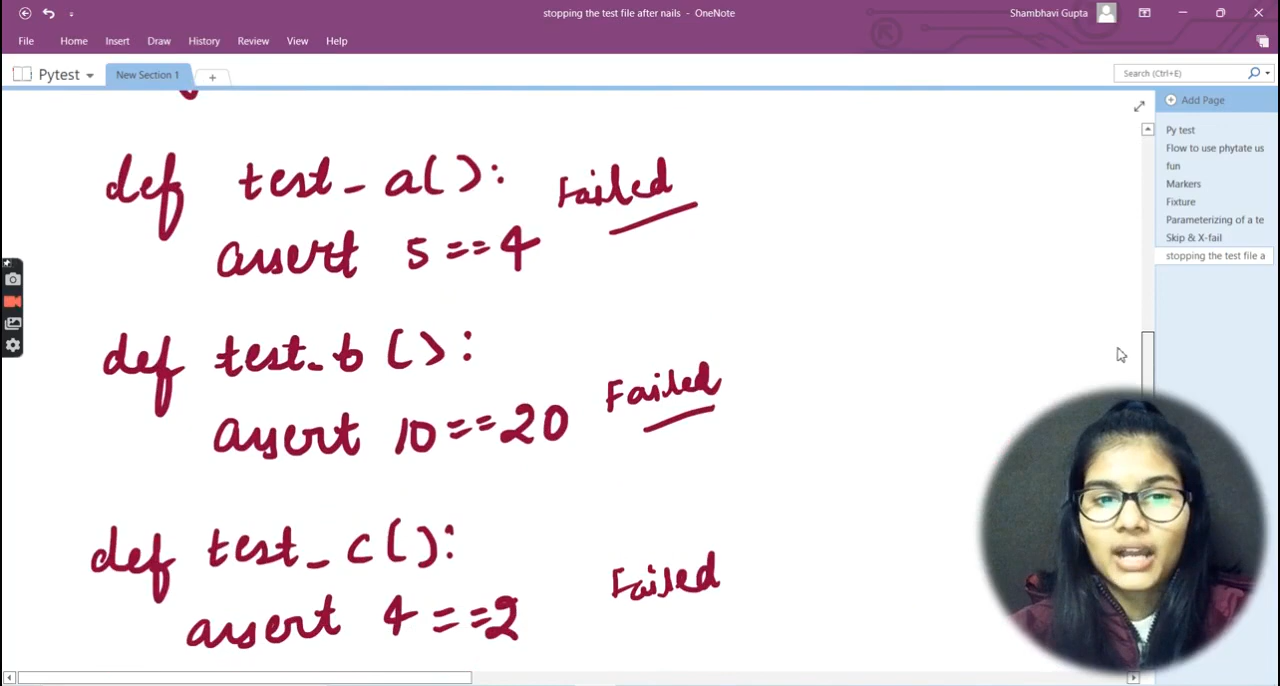 stopping the test file after nails - OneNote
Shambhavi Gupta
File Home Insert Draw History Review View Help
Pytest
New Section 1
Search (Ctrl+E)
Add Page
Py test
Flow to use phytate us
fun
Markers
Fixture
Parameterizing of a te
Skip & X-fail
stopping the test file a
def test_a(): Failed
assert 5==4
def test_b():
assert 10==20 Failed
def test_c():
Failed
assert 4==2